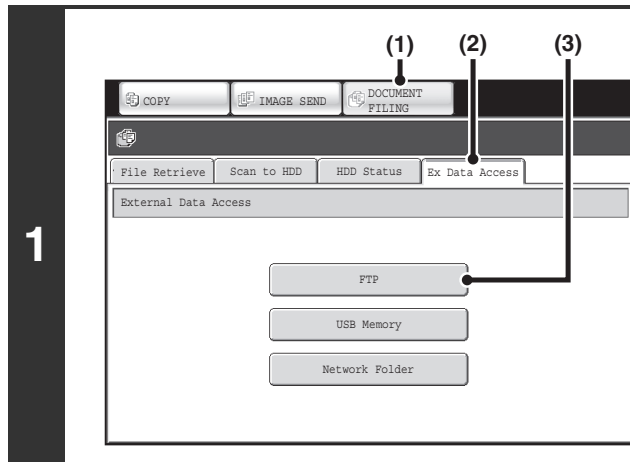 (1) (2) (3)
COPY IMAGE SEND DOCUMENT
FILING
File Retrieve Scan to HDD HDD Status Ex Data Access
External Data Access
1
FTP
USB Memory
Network Folder